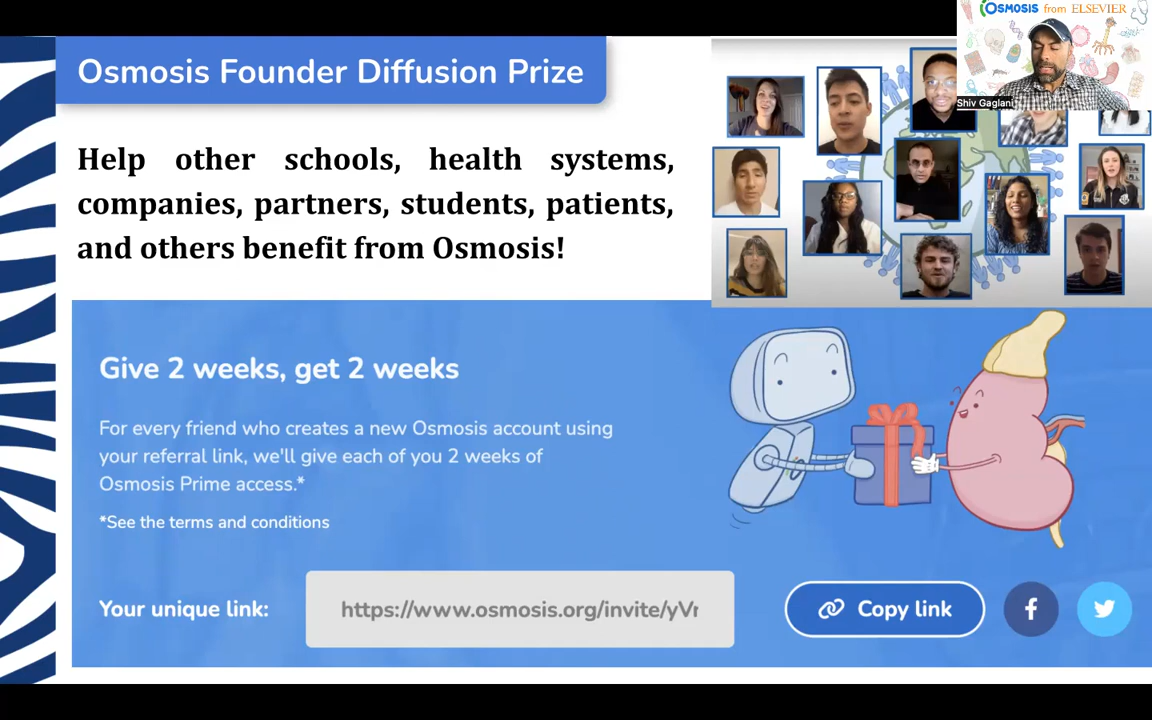 OSMOSIS from ELSEVIER
Osmosis Founder Diffusion Prize
Shiv Gaglani
Help other schools, health systems,
companies, partners, students, patients,
and others benefit from Osmosis!
Give 2 weeks, get 2 weeks
For every friend who creates a new Osmosis account using
your referral link, we'll give each of you 2 weeks of
Osmosis Prime access.*
*See the terms and conditions
Your unique link:
https://www.osmosis.org/invite/yVr
Copy link